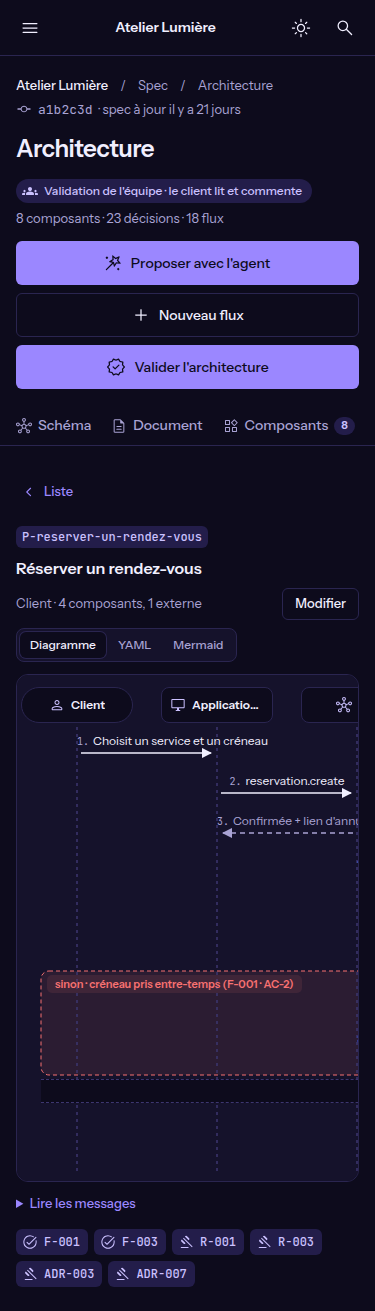 Atelier Lumière
Atelier Lumière / Spec / Architecture
a1b2c3d · spec à jour il y a 21 jours
Architecture
Validation de l'équipe · le client lit et commente
8 composants · 23 décisions · 18 flux
Proposer avec l'agent
Nouveau flux
Valider l'architecture
Schéma Document Composants 8
Liste
P-reserver-un-rendez-vous
Réserver un rendez-vous
Client · 4 composants, 1 externe
Modifier
Diagramme YAML Mermaid
Client Applicatio…
1. Choisit un service et un créneau
2. reservation.create
3. Confirmée + lien d'annu
sinon · créneau pris entre-temps (F-001 · AC-2)
Lire les messages
F-001 F-003 R-001 R-003
ADR-003 ADR-007